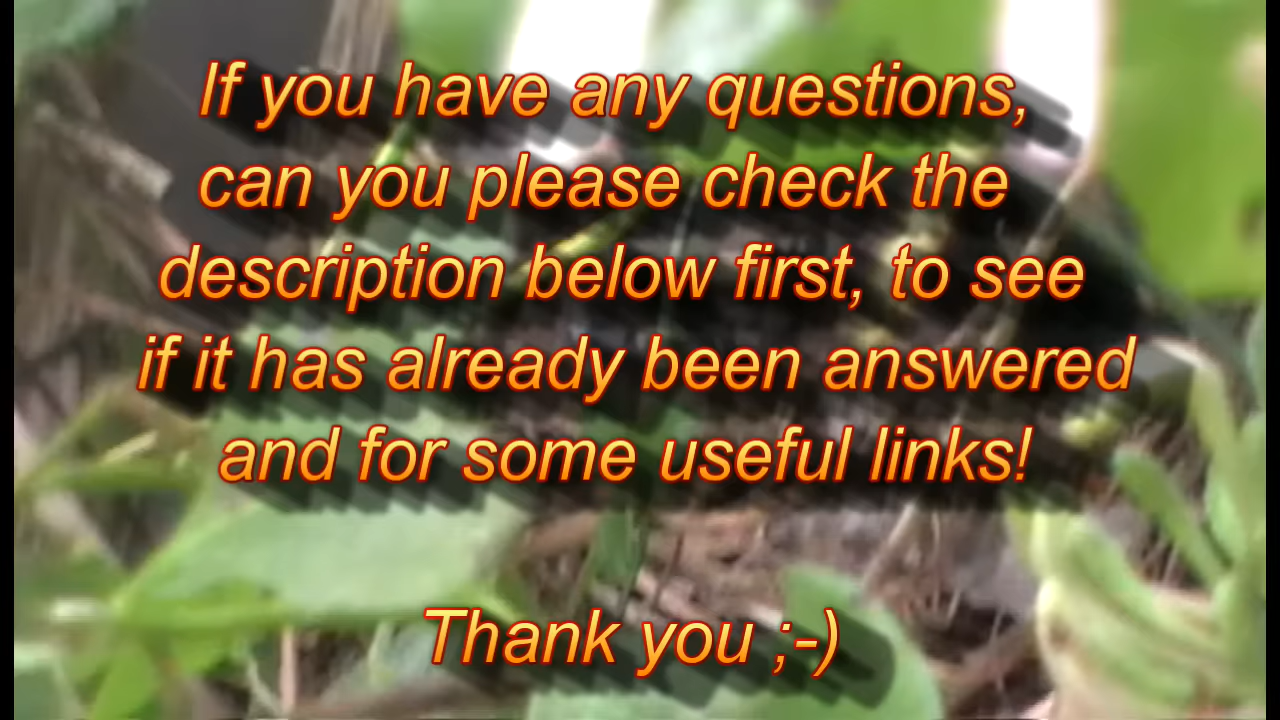 If you have any questions,
can you please check the
description below first, to see
if it has already been answered
and for some useful links!
Thank you ;-)